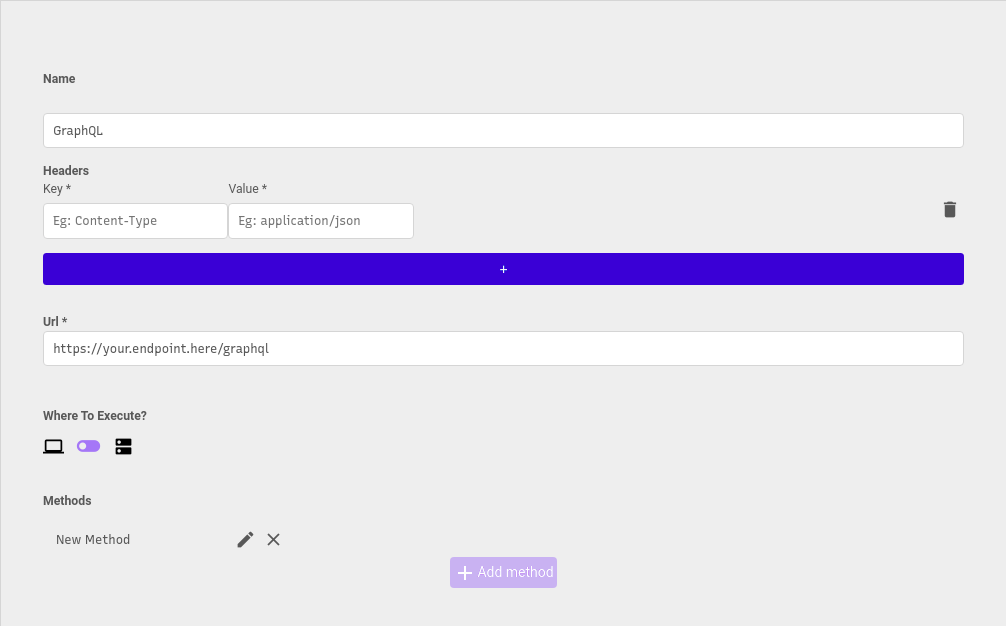 Name
GraphQL
Headers
Key * Value *
Eg: Content-Type Eg: application/json
+
Url *
https://your.endpoint.here/graphql
Where To Execute?
Methods
New Method
+ Add method